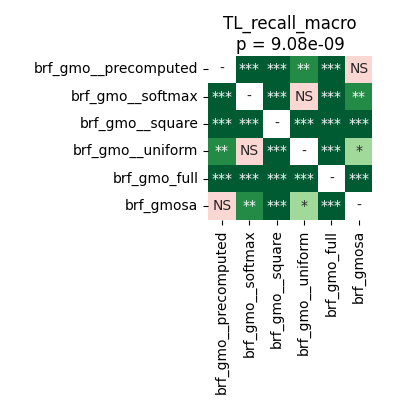 TL_recall_macro
p = 9.08e-09
brf_gmo__precomputed - *** *** ** *** NS
brf_gmo__softmax *** - *** NS *** **
brf_gmo__square *** *** - *** *** ***
brf_gmo__uniform ** NS *** - *** *
brf_gmo_full *** *** *** *** - ***
brf_gmosa NS ** *** * *** -
brf_gmo__precomputed
brf_gmo__softmax
brf_gmo__square
brf_gmo__uniform
brf_gmo_full
brf_gmosa